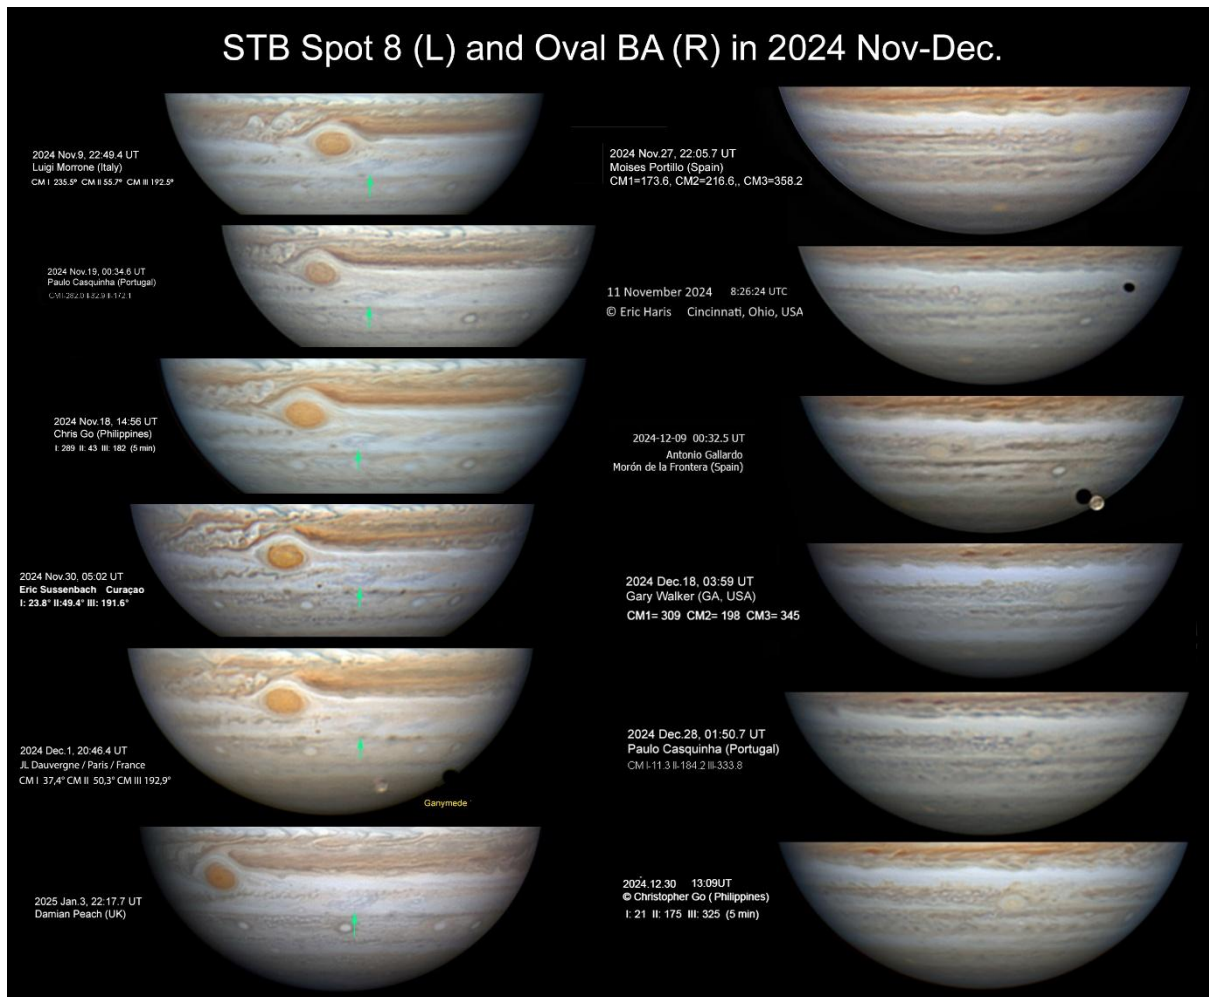 STB Spot 8 (L) and Oval BA (R) in 2024 Nov-Dec.
2024 Nov.9, 22:49.4 UT
Luigi Morrone (Italy)
CM I 235.5° CM II 55.7° CM III 192.5°
2024 Nov.19, 00:34.6 UT
Paulo Casquinha (Portugal)
2024 Nov.18, 14:56 UT
Chris Go (Philippines)
I: 289 II: 43 III: 182 (5 min)
2024 Nov.30, 05:02 UT
Eric Sussenbach Curaçao
I: 23.8° II:49.4° III: 191.6°
2024 Dec.1, 20:46.4 UT
JL Dauvergne / Paris / France
CM I 37,4° CM II 50,3° CM III 192,9°
Ganymede
2025 Jan.3, 22:17.7 UT
Damian Peach (UK)
2024 Nov.27, 22:05.7 UT
Moises Portillo (Spain)
CM1=173.6, CM2=216.6,, CM3=358.2
11 November 2024 8:26:24 UTC
© Eric Haris Cincinnati, Ohio, USA
2024-12-09 00:32.5 UT
Antonio Gallardo
Morón de la Frontera (Spain)
2024 Dec.18, 03:59 UT
Gary Walker (GA, USA)
CM1= 309 CM2= 198 CM3= 345
2024 Dec.28, 01:50.7 UT
Paulo Casquinha (Portugal)
CM I-11.3 II-184.2 III-333.8
2024.12.30 13:09UT
© Christopher Go ( Philippines)
I: 21 II: 175 III: 325 (5 min)